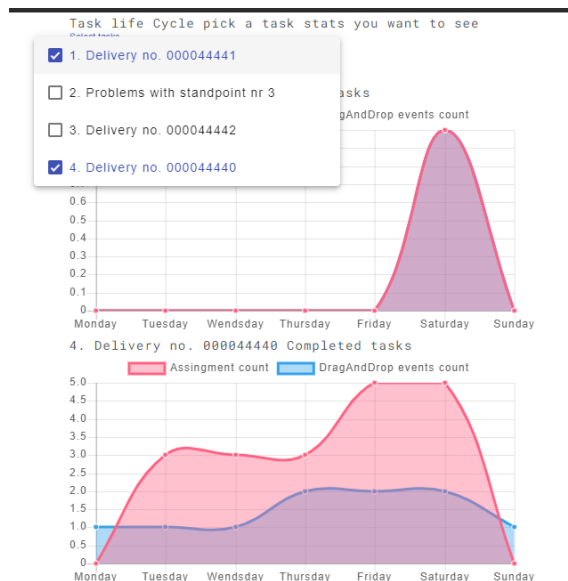 Task life Cycle pick a task stats you want to see
Select tasks
1. Delivery no. 000044441
2. Problems with standpoint nr 3
3. Delivery no. 000044442
4. Delivery no. 000044440
asks
gAndDrop events count
0.6
0.5
0.4
0.3
0.2
0.1
0
Monday Tuesday Wendsday Thursday Friday Saturday Sunday
4. Delivery no. 000044440 Completed tasks
Assingment count DragAndDrop events count
5.0
4.5
4.0
3.5
3.0
2.5
2.0
1.5
1.0
0.5
0
Monday Tuesday Wendsday Thursday Friday Saturday Sunday